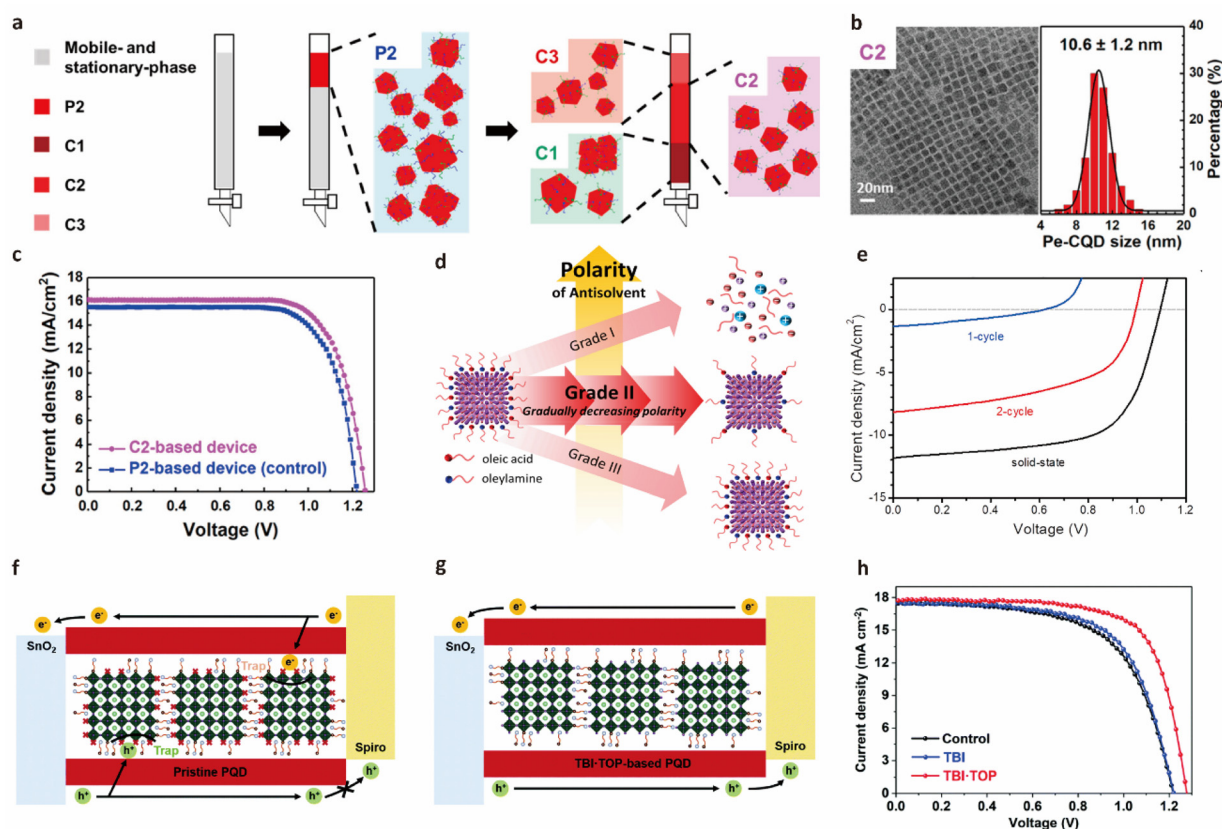 a
Mobile- and
stationary-phase
P2
C1
C2
C3
P2
C3
C1
C2
b
C2
20nm
10.6 ± 1.2 nm
Percentage (%)
40
30
20
10
0
4 8 12 16 20
Pe-CQD size (nm)
c
Current density (mA/cm²)
18
16
14
12
10
8
6
4
2
0
C2-based device
P2-based device (control)
0.0 0.2 0.4 0.6 0.8 1.0 1.2
Voltage (V)
d
Polarity
of Antisolvent
Grade I
Grade II
Gradually decreasing polarity
Grade III
oleic acid
oleylamine
e
Current density (mA/cm²)
0
-5
-10
-15
1-cycle
2-cycle
solid-state
0.0 0.2 0.4 0.6 0.8 1.0 1.2
Voltage (V)
f
e⁻
e⁻
e⁻
e⁻
SnO₂
Trap
h⁺
Trap
Spiro
Pristine PQD
h⁺
h⁺
h⁺
g
e⁻
e⁻
e⁻
SnO₂
Spiro
TBI·TOP-based PQD
h⁺
h⁺
h⁺
h
Current density (mA cm⁻²)
18
15
12
9
6
3
0
Control
TBI
TBI·TOP
0.0 0.2 0.4 0.6 0.8 1.0 1.2
Voltage (V)